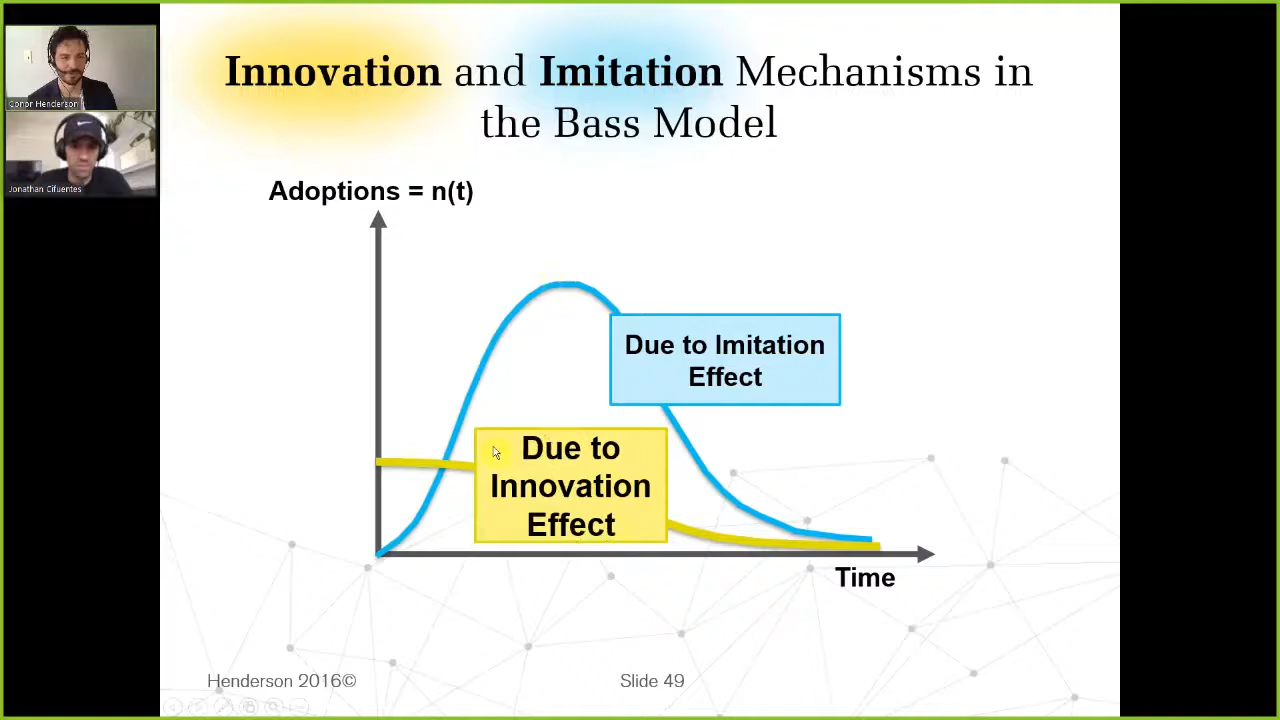 Conor Henderson
Jonathan Cifuentes
Innovation and Imitation Mechanisms in
the Bass Model
Adoptions = n(t)
Due to Imitation
Effect
Due to
Innovation
Effect
Time
Henderson 2016©
Slide 49